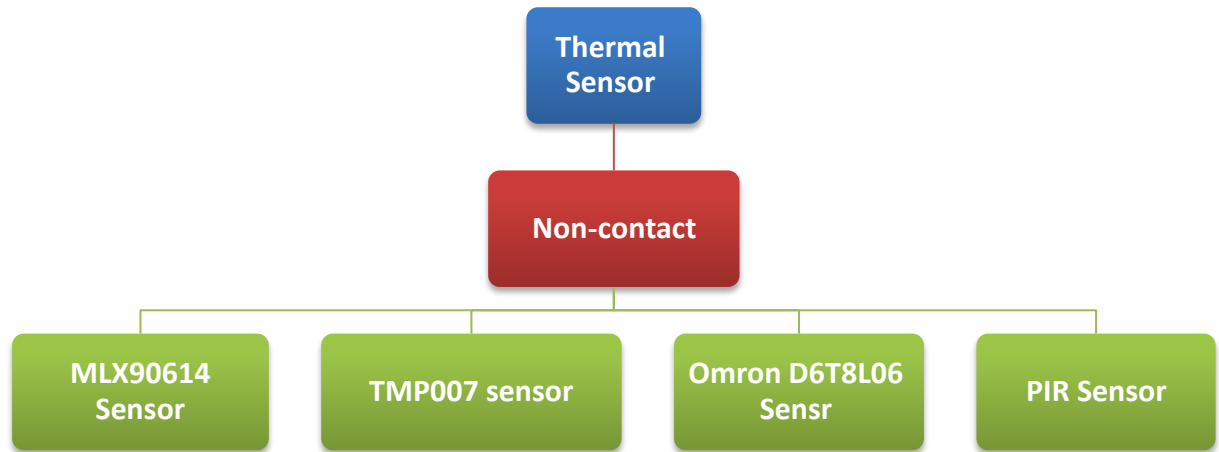 Thermal
Sensor
Non-contact
MLX90614
Sensor
TMP007 sensor
Omron D6T8L06
Sensr
PIR Sensor